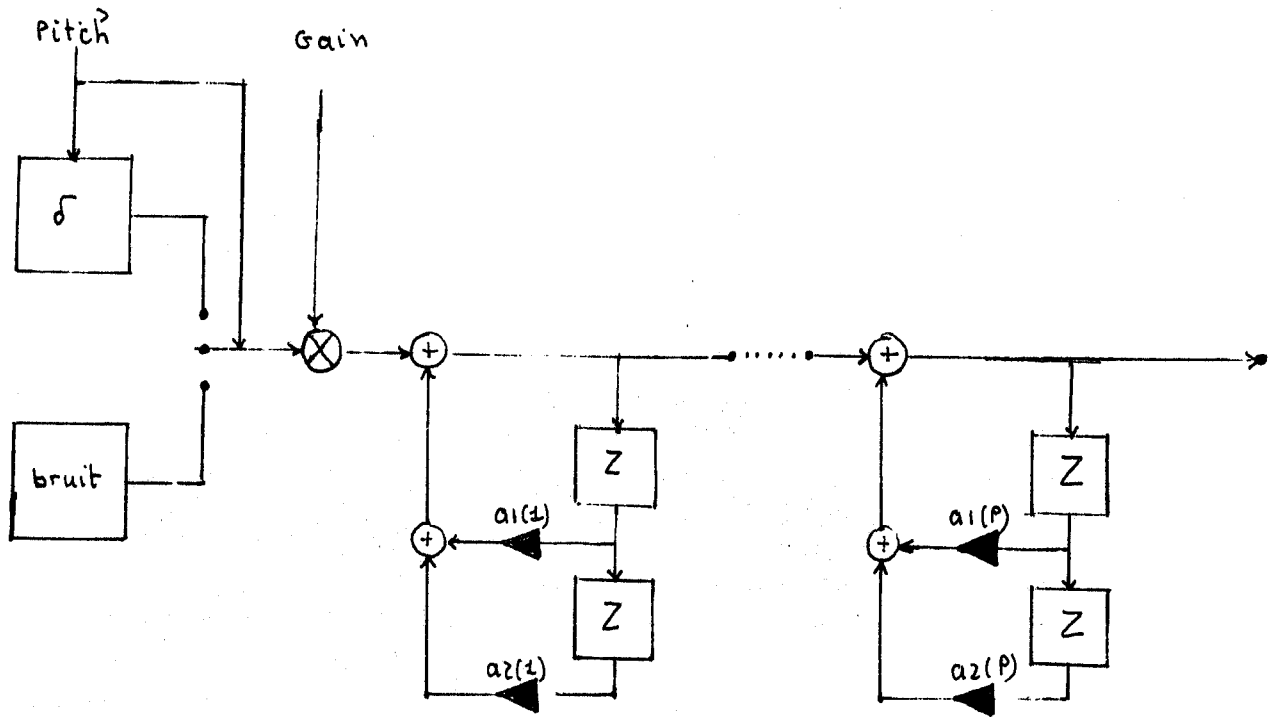 Pitch
Gain
δ
bruit
+
+
Z
Z
a1(1)
a1(P)
+
+
Z
Z
a2(1)
a2(P)